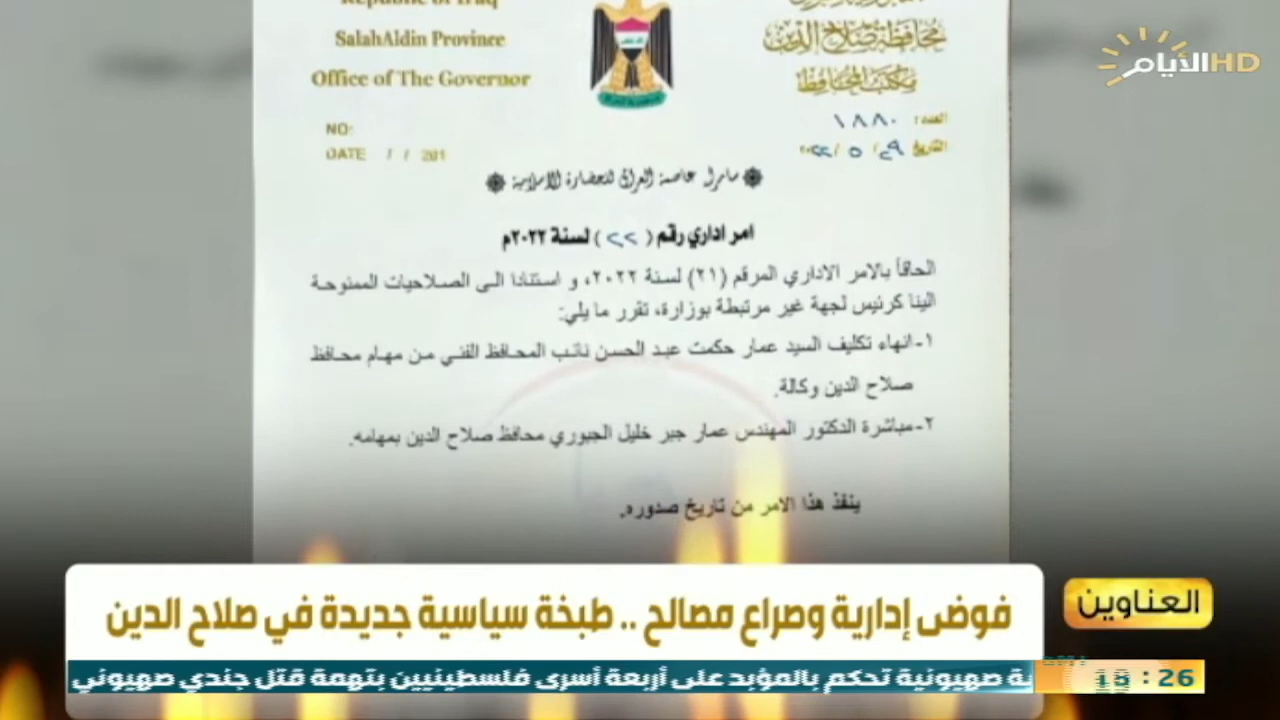 Republic of Iraq
SalahAldin Province
Office of The Governor
محافظة صلاح الدين
مكتب المحافظ
الأيام HD
NO:
DATE / / 201
العدد: ١٨٨٠
التاريخ ٢٩/ ٥ /٢٠٢٢
سامراء عاصمة العراق للحضارة الاسلامية
امر اداري رقم ( ٢٢ ) لسنة ٢٠٢٢م
الحاقاً بالامر الاداري المرقم (٢١) لسنة ٢٠٢٢، و استنادا الى الصلاحيات الممنوحة
الينا كرئيس لجهة غير مرتبطة بوزارة، تقرر ما يلي:
١-انهاء تكليف السيد عمار حكمت عبد الحسن نائب المحافظ الفني من مهام محافظ
صلاح الدين وكالة.
٢-مباشرة الدكتور المهندس عمار جبر خليل الجبوري محافظ صلاح الدين بمهامه.
ينفذ هذا الامر من تاريخ صدوره.
العناوين
فوضى إدارية وصراع مصالح .. طبخة سياسية جديدة في صلاح الدين
صهيونية تحكم بالمؤبد على أربعة أسرى فلسطينيين بتهمة قتل جندي صهيوني
: 26